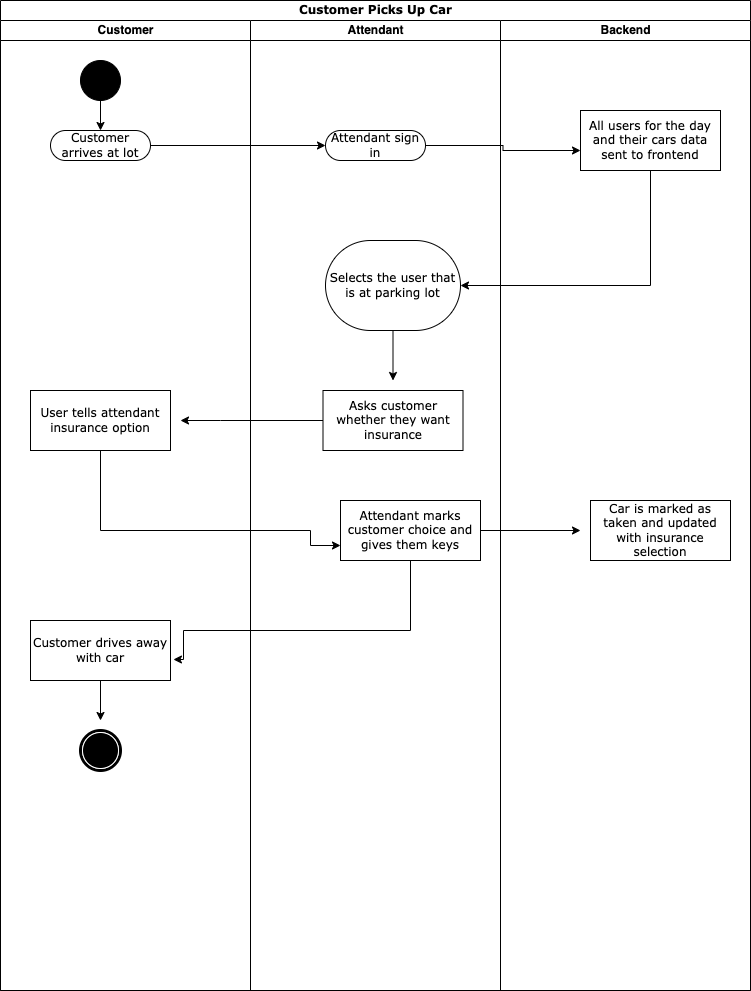 Customer Picks Up Car
Customer
Attendant
Backend
Customer
arrives at lot
Attendant sign
in
All users for the day
and their cars data
sent to frontend
Selects the user that
is at parking lot
Asks customer
whether they want
insurance
User tells attendant
insurance option
Attendant marks
customer choice and
gives them keys
Car is marked as
taken and updated
with insurance
selection
Customer drives away
with car